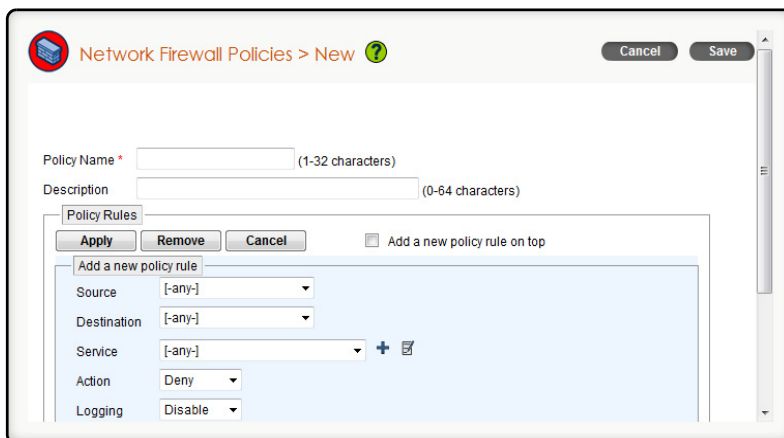 Network Firewall Policies > New ?
Cancel Save
Policy Name * (1-32 characters)
Description (0-64 characters)
Policy Rules
Apply Remove Cancel Add a new policy rule on top
Add a new policy rule
Source [-any-]
Destination [-any-]
Service [-any-]
Action Deny
Logging Disable